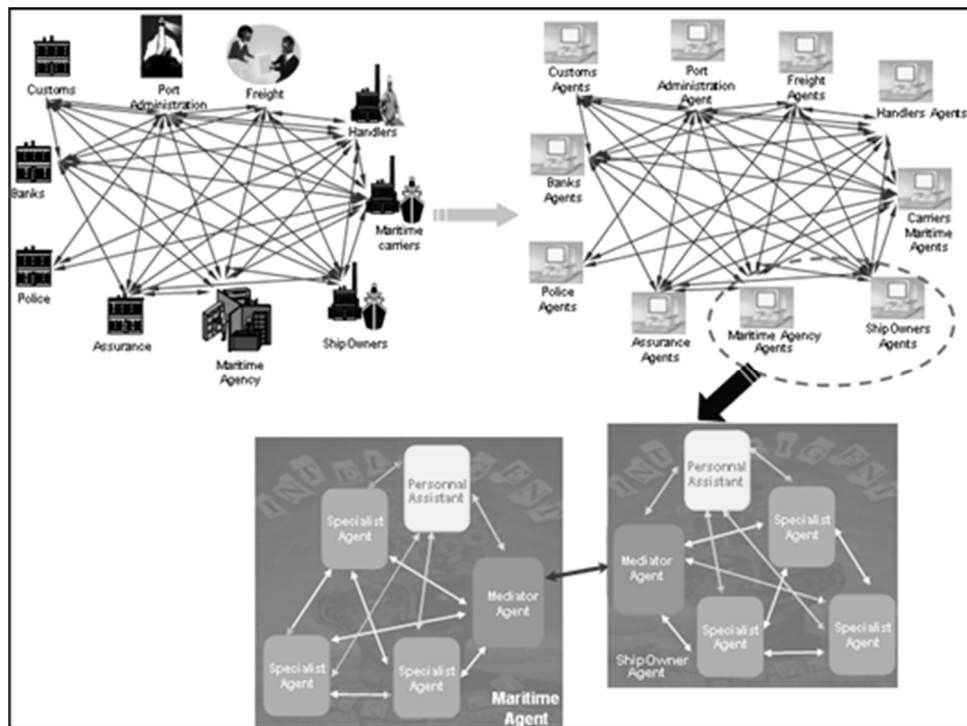 Customs
Port
Administration
Freight
Handlers
Banks
Maritime
carriers
Police
Assurance
Maritime
Agency
Ship Owners
Customs
Agents
Port
Administration
Agent
Freight
Agents
Handlers Agents
Banks
Agents
Carriers
Maritime
Agents
Police
Agents
Assurance
Agents
Maritime Agency
Agents
Ship Owners
Agents
Personnal
Assistant
Specialist
Agent
Mediator
Agent
Specialist
Agent
Specialist
Agent
Maritime
Agent
Personnal
Assistant
Specialist
Agent
Mediator
Agent
Specialist
Agent
Specialist
Agent
Ship Owner
Agent